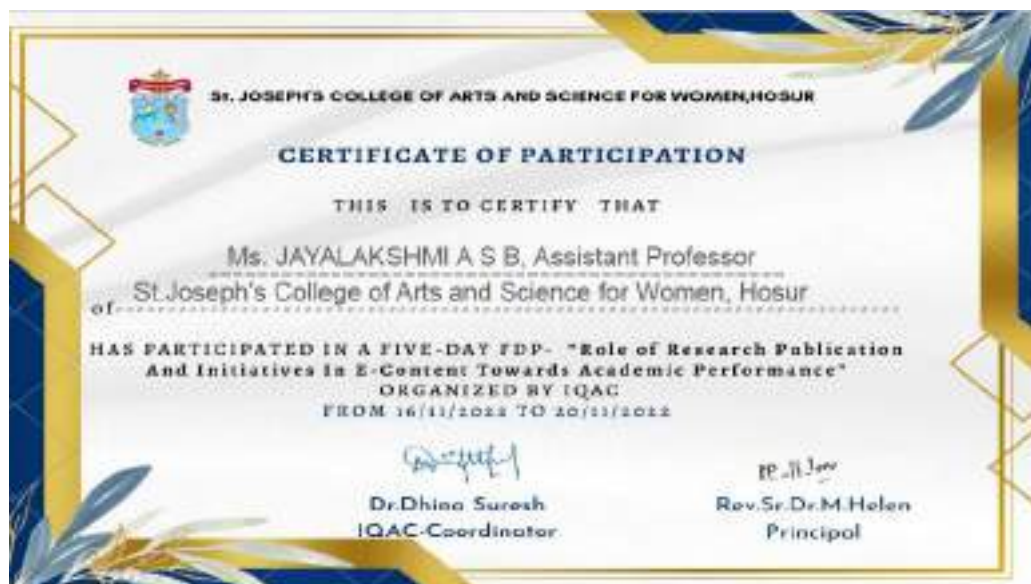 St. JOSEPH'S COLLEGE OF ARTS AND SCIENCE FOR WOMEN,HOSUR
CERTIFICATE OF PARTICIPATION
THIS IS TO CERTIFY THAT
Ms. JAYALAKSHMI A S B, Assistant Professor
of St.Joseph's College of Arts and Science for Women, Hosur
HAS PARTICIPATED IN A FIVE-DAY FDP- "Role of Research Publication
And Initiatives In E-Content Towards Academic Performance"
ORGANIZED BY IQAC
FROM 16/11/2022 TO 20/11/2022
Dr.Dhina Suresh
IQAC-Coordinator
Rev.Sr.Dr.M.Helen
Principal